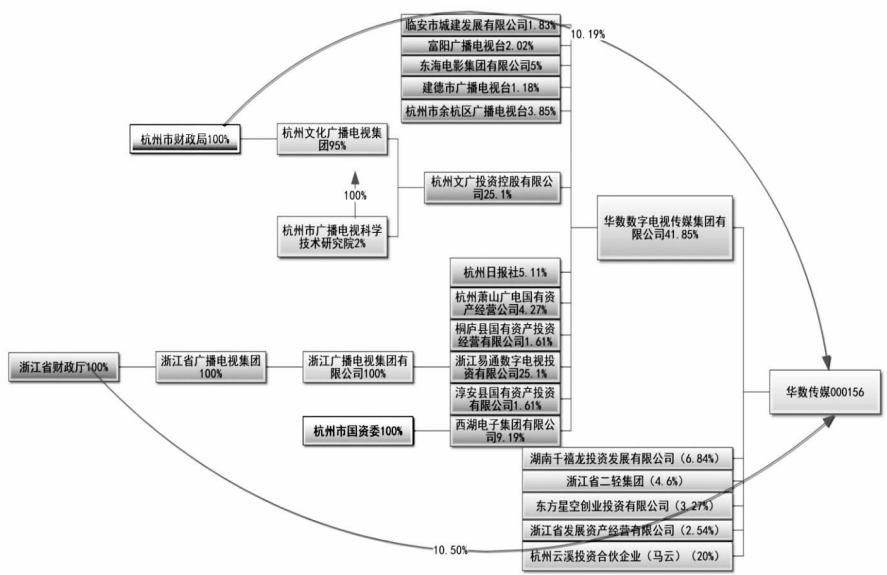 临安市城建发展有限公司1.83%
10.19%
富阳广播电视台2.02%
东海电影集团有限公司5%
建德市广播电视台1.18%
杭州市余杭区广播电视台3.85%
杭州市财政局100%
杭州文化广播电视集
团95%
100%
杭州文广投资控股有限公
司25.1%
杭州市广播电视科学
技术研究院2%
华数数字电视传媒集团有
限公司41.85%
杭州日报社5.11%
杭州萧山广电国有资
产经营公司4.27%
桐庐县国有资产投资
经营有限公司1.61%
浙江省财政厅100%
浙江省广播电视集团
100%
浙江广播电视集团有
限公司100%
浙江易通数字电视投
资有限公司25.1%
淳安县国有资产投资
有限公司1.61%
杭州市国资委100%
西湖电子集团有限公
司9.19%
华数传媒000156
湖南千禧龙投资发展有限公司（6.84%）
浙江省二轻集团（4.6%）
东方星空创业投资有限公司（3.27%）
浙江省发展资产经营有限公司（2.54%）
杭州云溪投资合伙企业（马云）（20%）
10.50%